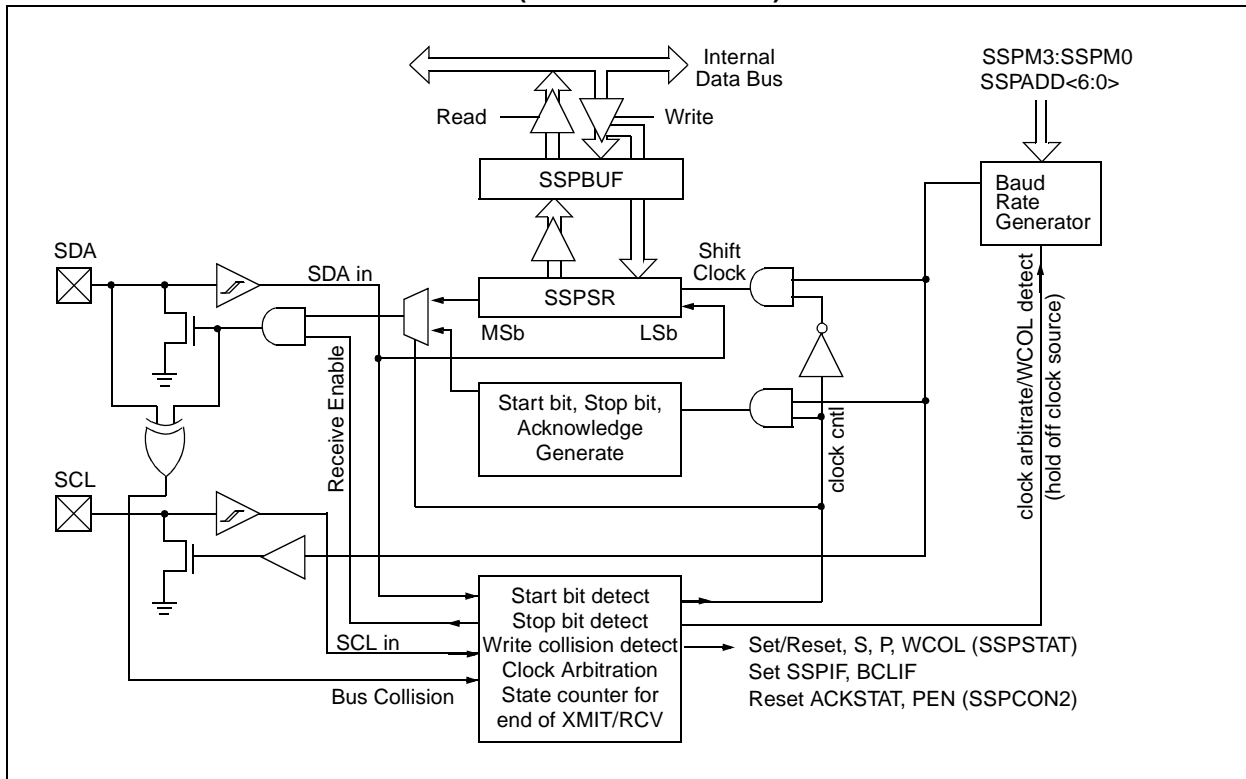 Internal
Data Bus
SSPM3:SSPM0
SSPADD<6:0>
Read
Write
SSPBUF
Baud
Rate
Generator
SDA
SDA in
Shift
Clock
SSPSR
MSb
LSb
Receive Enable
Start bit, Stop bit,
Acknowledge
Generate
clock cntl
clock arbitrate/WCOL detect
(hold off clock source)
SCL
SCL in
Bus Collision
Start bit detect
Stop bit detect
Write collision detect
Clock Arbitration
State counter for
end of XMIT/RCV
Set/Reset, S, P, WCOL (SSPSTAT)
Set SSPIF, BCLIF
Reset ACKSTAT, PEN (SSPCON2)